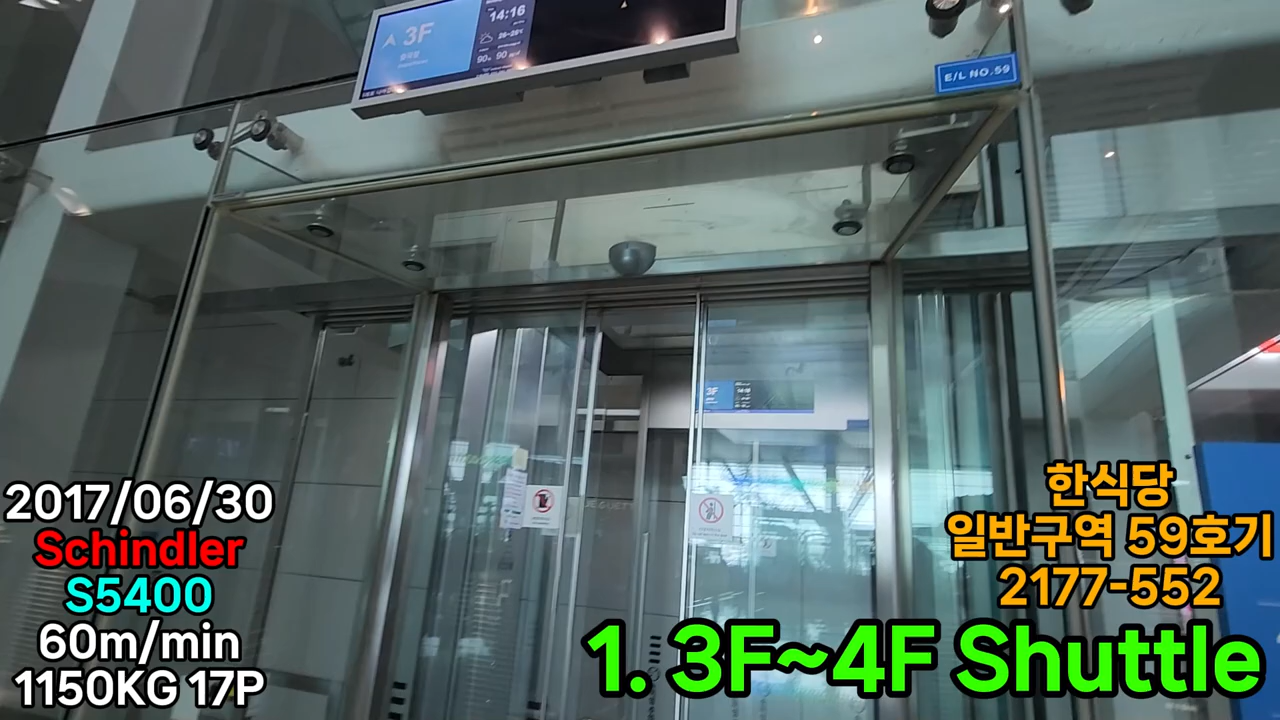 3F
14:16
E/L NO.59
3F
2017/06/30
Schindler
S5400
60m/min
1150KG 17P
한식당
일반구역 59호기
2177-552
1. 3F~4F Shuttle